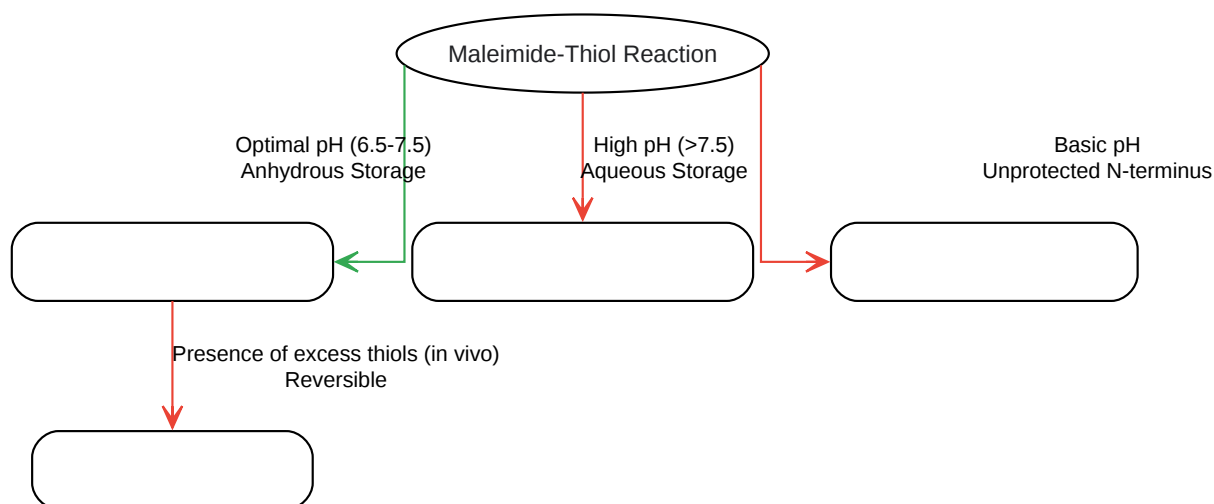 Maleimide-Thiol Reaction
Optimal pH (6.5-7.5)
Anhydrous Storage
High pH (>7.5)
Aqueous Storage
Basic pH
Unprotected N-terminus
Presence of excess thiols (in vivo)
Reversible